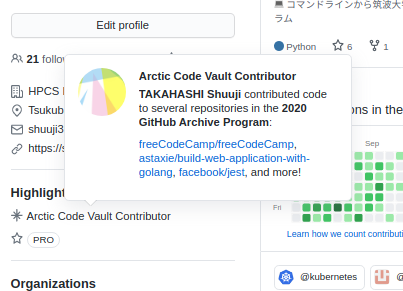 Edit profile
21
HPCS
Tsukub
shuuji3
https://s
Highlight
Arctic Code Vault Contributor
PRO
Organizations
Arctic Code Vault Contributor
TAKAHASHI Shuuji contributed code
to several repositories in the 2020
GitHub Archive Program:
freeCodeCamp/freeCodeCamp,
astaxie/build-web-application-with-
golang, facebook/jest, and more!
コマンドラインから筑波大
ラム
Python
6
1
ons in the
Sep
Fri
Learn how we count contributi
@kubernetes
@